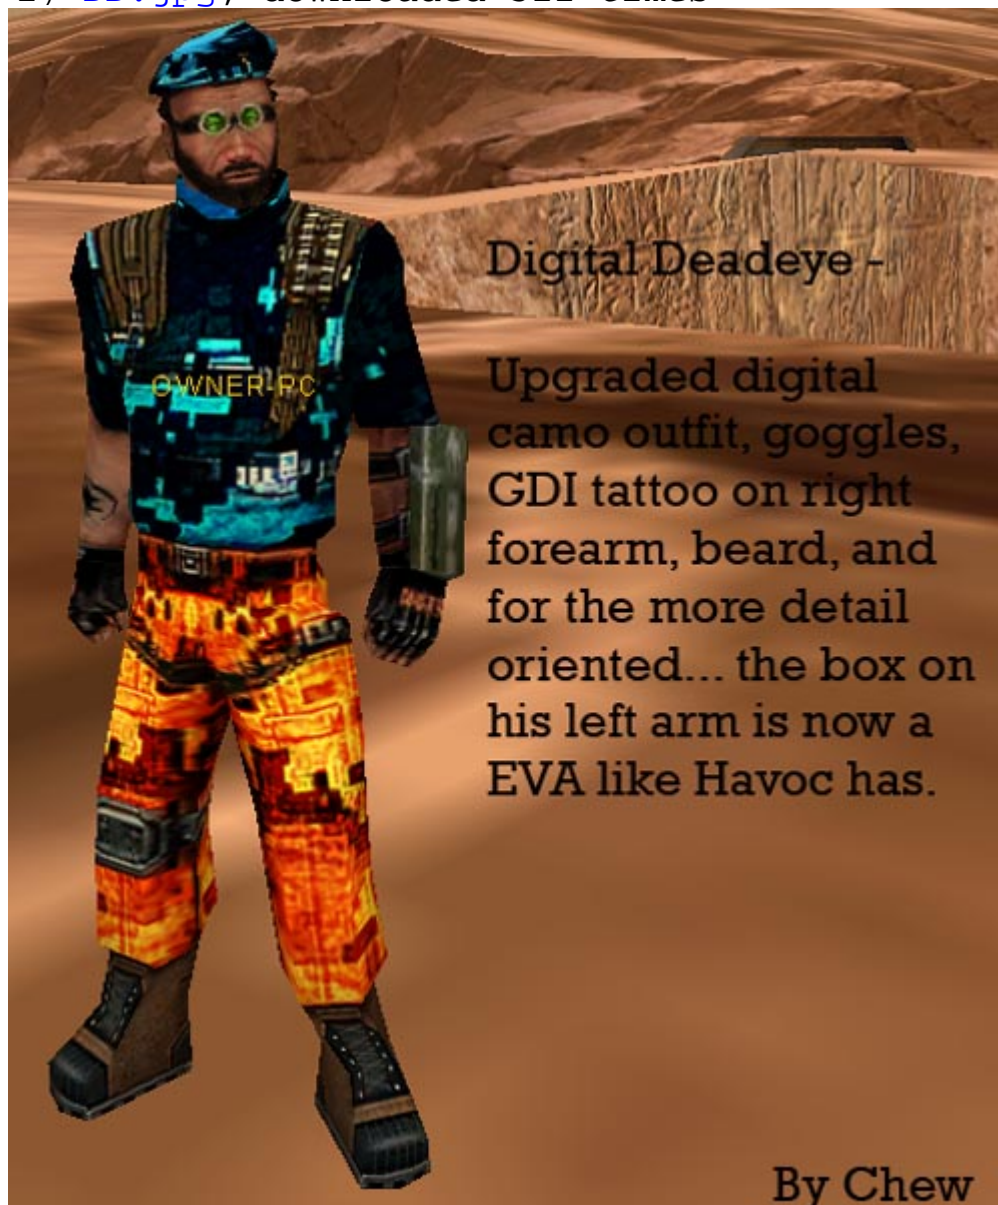 Digital Deadeye -
OWNER-PC
Upgraded digital
camo outfit, goggles,
GDI tattoo on right
forearm, beard, and
for the more detail
oriented... the box on
his left arm is now a
EVA like Havoc has.
By Chew